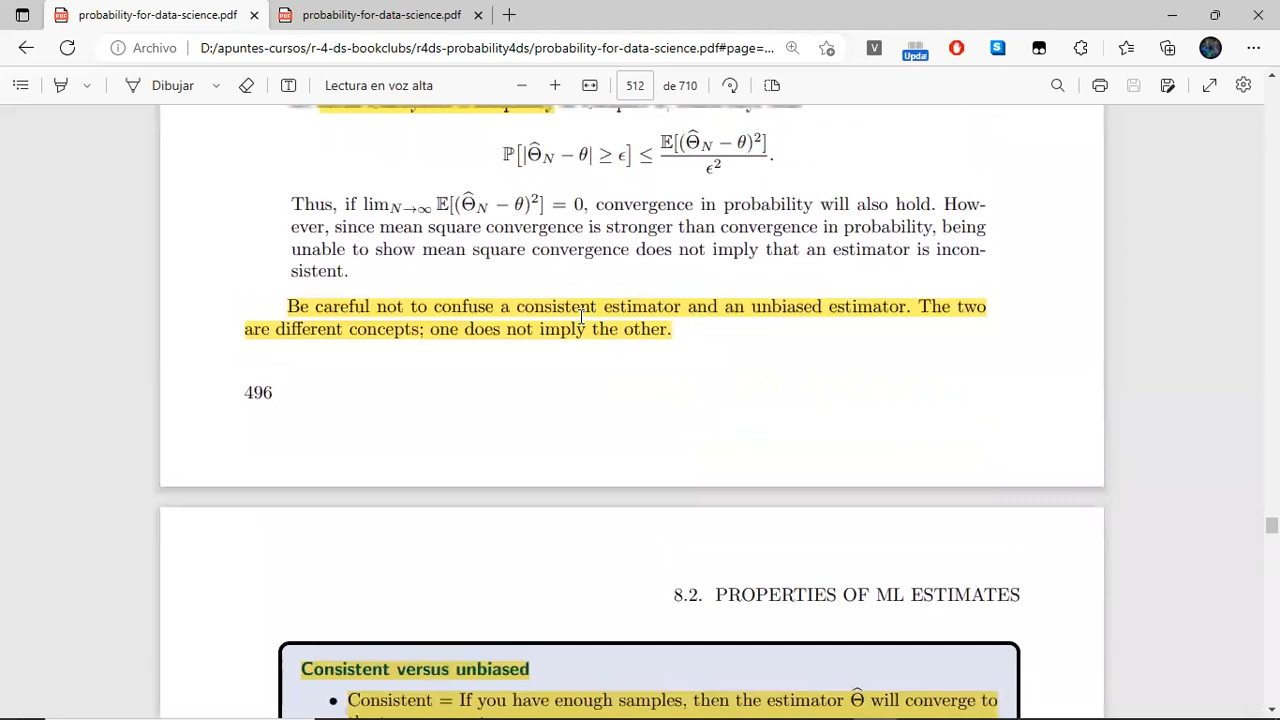 probability-for-data-science.pdf
probability-for-data-science.pdf
Archivo D:/apuntes-cursos/r-4-ds-bookclubs/r4ds-probability4ds/probability-for-data-science.pdf#page=...
Upda
Dibujar
Lectura en voz alta
512 de 710
ℙ[|Θ̂_N − θ| ≥ ϵ] ≤ 𝔼[(Θ̂_N − θ)²] / ϵ² .
Thus, if lim_{N→∞} 𝔼[(Θ̂_N − θ)²] = 0, convergence in probability will also hold. How-
ever, since mean square convergence is stronger than convergence in probability, being
unable to show mean square convergence does not imply that an estimator is incon-
sistent.
Be careful not to confuse a consistent estimator and an unbiased estimator. The two
are different concepts; one does not imply the other.
496
8.2. PROPERTIES OF ML ESTIMATES
Consistent versus unbiased
• Consistent = If you have enough samples, then the estimator Θ̂ will converge to